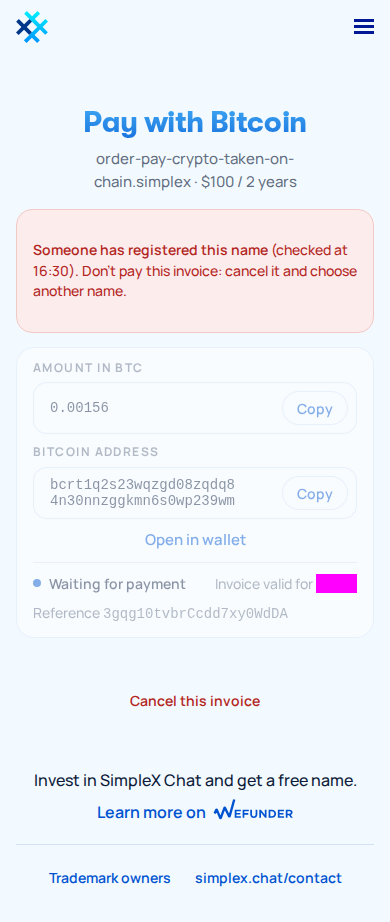 Pay with Bitcoin
order-pay-crypto-taken-on-
chain.simplex · $100 / 2 years
Someone has registered this name (checked at
16:30). Don't pay this invoice: cancel it and choose
another name.
AMOUNT IN BTC
0.00156
Copy
BITCOIN ADDRESS
bcrt1q2s23wqzgd08zqdq8
4n30nnzggkmn6s0wp239wm
Copy
Open in wallet
Waiting for payment
Invoice valid for
Reference 3gqg10tvbrCcdd7xy0WdDA
Cancel this invoice
Invest in SimpleX Chat and get a free name.
Learn more on WEFUNDER
Trademark owners
simplex.chat/contact